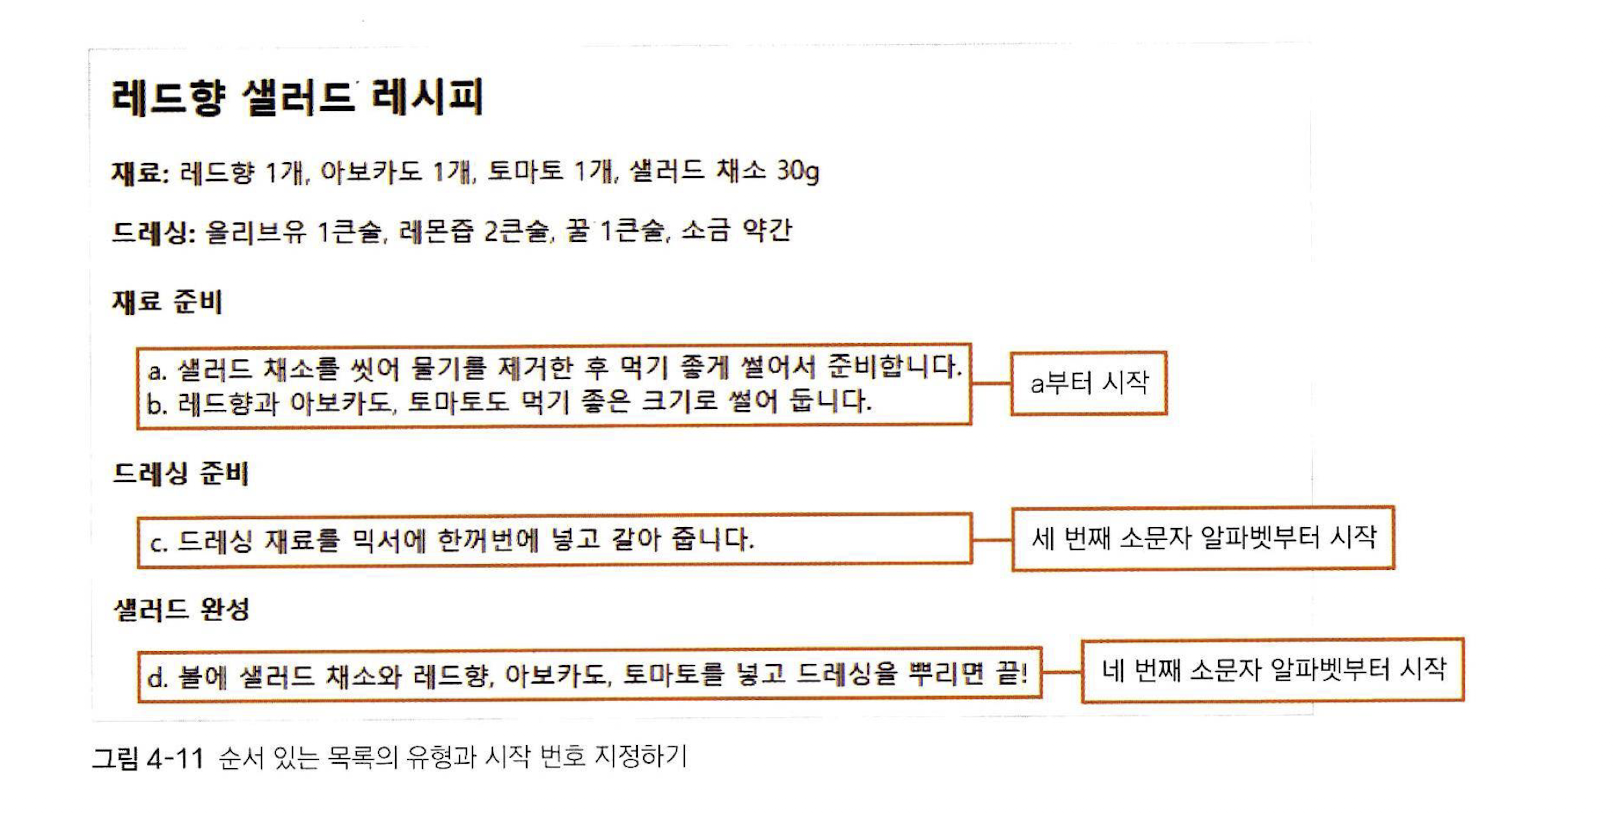 레드향 샐러드 레시피
재료: 레드향 1개, 아보카도 1개, 토마토 1개, 샐러드 채소 30g
드레싱: 올리브유 1큰술, 레몬즙 2큰술, 꿀 1큰술, 소금 약간
재료 준비
a. 샐러드 채소를 씻어 물기를 제거한 후 먹기 좋게 썰어서 준비합니다.
a부터 시작
b. 레드향과 아보카도, 토마토도 먹기 좋은 크기로 썰어 둡니다.
드레싱 준비
c. 드레싱 재료를 믹서에 한꺼번에 넣고 갈아 줍니다.
세 번째 소문자 알파벳부터 시작
샐러드 완성
d. 볼에 샐러드 채소와 레드향, 아보카도, 토마토를 넣고 드레싱을 뿌리면 끝!
네 번째 소문자 알파벳부터 시작
그림 4-11 순서 있는 목록의 유형과 시작 번호 지정하기